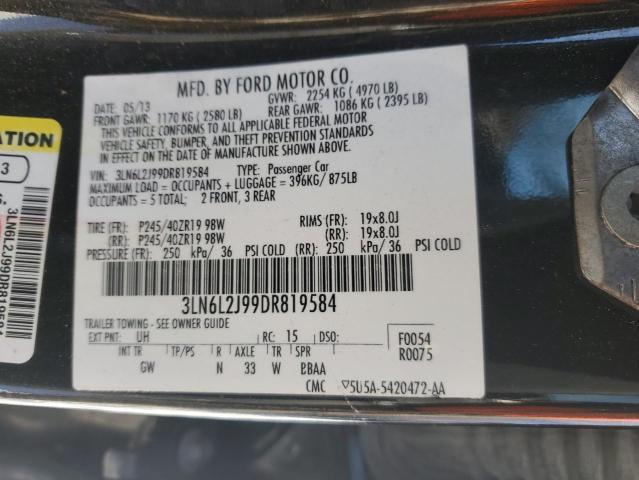 MFD. BY FORD MOTOR CO.
DATE: 05/13 GVWR: 2254 KG ( 4970 LB)
FRONT GAWR: 1170 KG ( 2580 LB) REAR GAWR: 1086 KG ( 2395 LB)
THIS VEHICLE CONFORMS TO ALL APPLICABLE FEDERAL MOTOR
VEHICLE SAFETY, BUMPER, AND THEFT PREVENTION STANDARDS
IN EFFECT ON THE DATE OF MANUFACTURE SHOWN ABOVE.
VEHICLE IDENTIFICATION NO:
VIN: 3LN6L2J99DR819584 TYPE: Passenger Car
MAXIMUM LOAD = OCCUPANTS + LUGGAGE = 396KG/ 875LB
OCCUPANTS = 5 TOTAL; 2 FRONT, 3 REAR
TIRE (FR): P245/40ZR19 98W RIMS (FR): 19x8.0J
(RR): P245/40ZR19 98W (RR): 19x8.0J
PRESSURE (FR): 250 kPa/ 36 PSI COLD (RR): 250 kPa/ 36 PSI COLD
3LN6L2J99DR819584
TRAILER TOWING - SEE OWNER GUIDE
EXT PNT: UH RC: 15 DSO: F0054
INT TR TP/PS R AXLE TR SPR R0075
GW N 33 W BBAA
CMC 5U5A-5420472-AA
ATION
3
3LN6L2J99DR819584